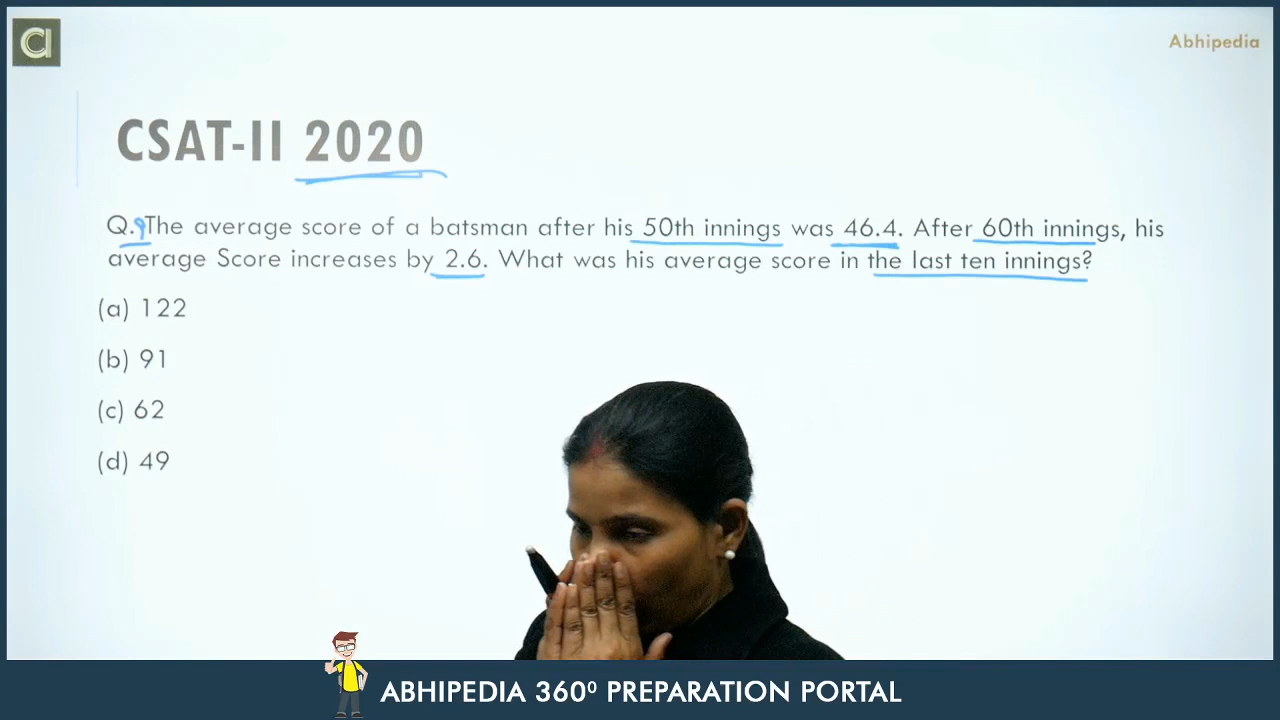 Abhipedia
CSAT-II 2020
Q.9 The average score of a batsman after his 50th innings was 46.4. After 60th innings, his
average Score increases by 2.6. What was his average score in the last ten innings?
(a) 122
(b) 91
(c) 62
(d) 49
ABHIPEDIA 360⁰ PREPARATION PORTAL